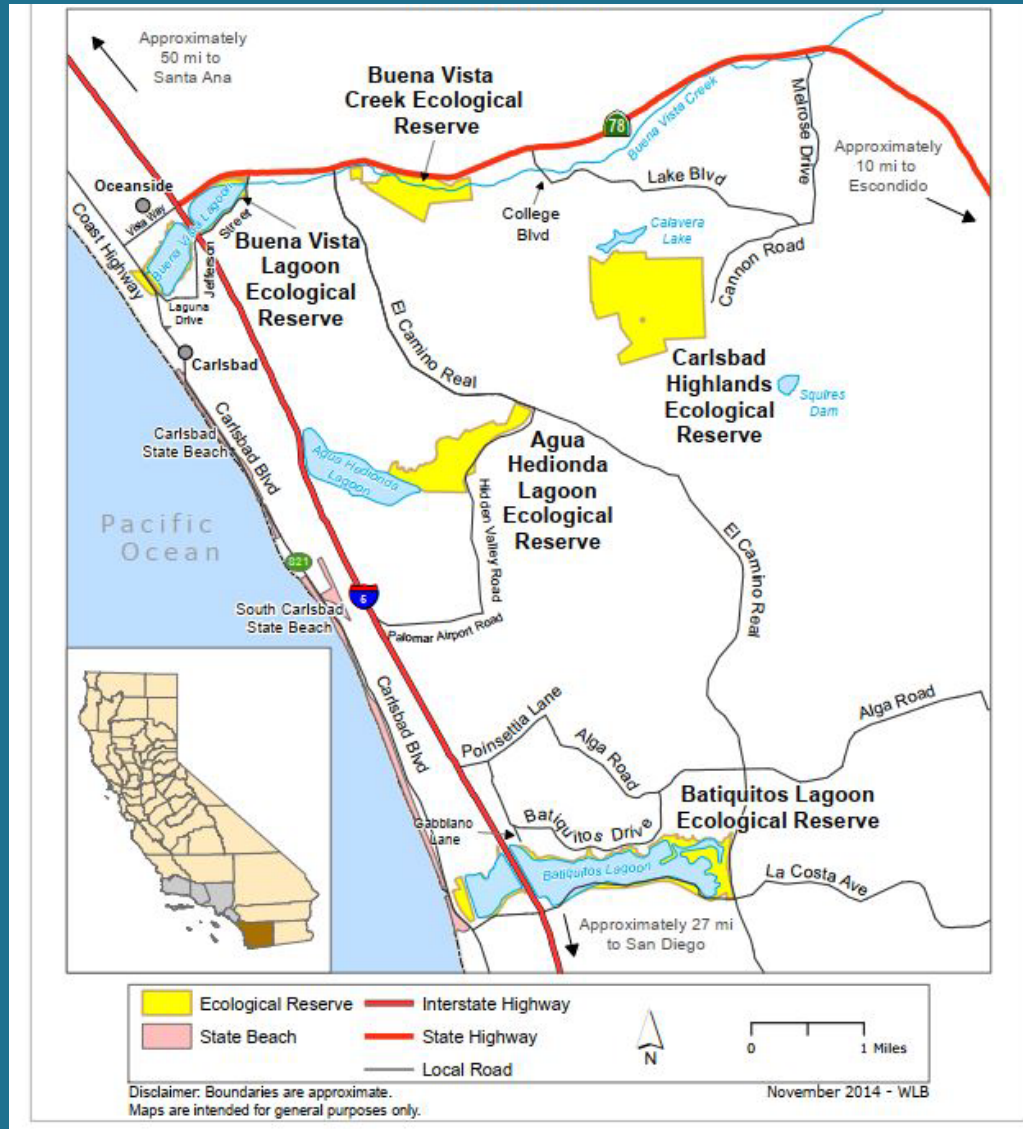 Approximately
50 mi to
Santa Ana
Buena Vista
Creek Ecological
Reserve
78
Buena Vista Creek
Melrose Drive
Approximately
10 mi to
Escondido
Oceanside
Vista Way
Coast Highway
Buena Vista Lagoon
Buena Vista Lagoon
Jefferson
Street
Buena Vista
Lagoon
Ecological
Reserve
Laguna
Drive
College
Blvd
Lake Blvd
Calavera
Lake
Cannon Road
El Camino Real
Carlsbad
Carlsbad
Highlands
Ecological
Reserve
Squires
Dam
Carlsbad
State Beach
Carlsbad Blvd
Agua Hedionda
Lagoon
Agua
Hedionda
Lagoon
Ecological
Reserve
Hidden Valley Road
Pacific
Ocean
El Camino Real
S21
5
South Carlsbad
State Beach
Palomar Airport Road
Carlsbad Blvd
Poinsettia Lane
Alga Road
Alga Road
Batiquitos Lagoon
Ecological Reserve
Gabbiano
Lane
Batiquitos Drive
Batiquitos Lagoon
La Costa Ave
Approximately 27 mi
to San Diego
Ecological Reserve
State Beach
Interstate Highway
State Highway
Local Road
N
0 1 Miles
Disclaimer: Boundaries are approximate.
Maps are intended for general purposes only.
November 2014 - WLB